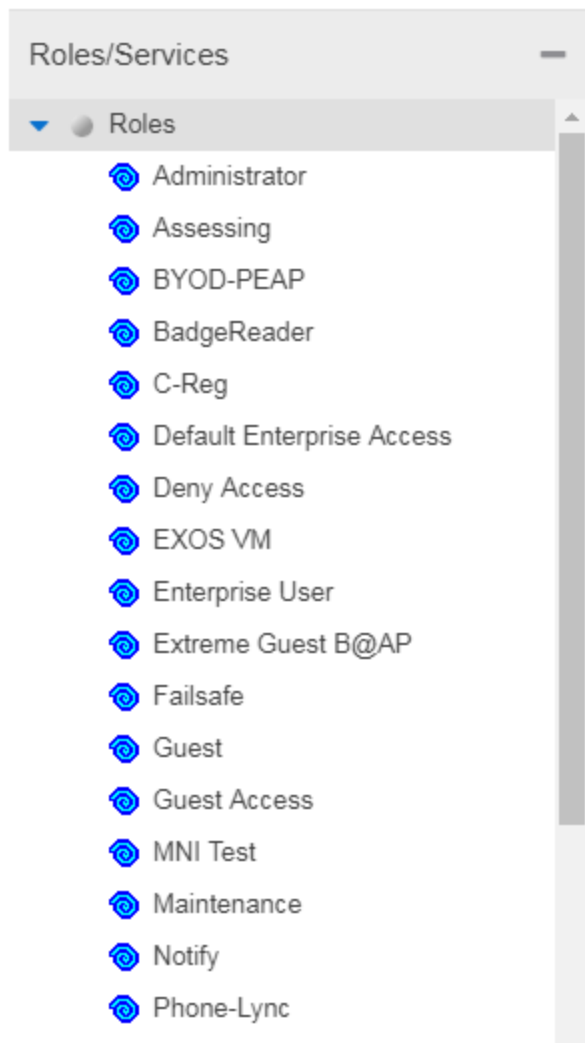 Roles/Services
Roles
Administrator
Assessing
BYOD-PEAP
BadgeReader
C-Reg
Default Enterprise Access
Deny Access
EXOS VM
Enterprise User
Extreme Guest B@AP
Failsafe
Guest
Guest Access
MNI Test
Maintenance
Notify
Phone-Lync